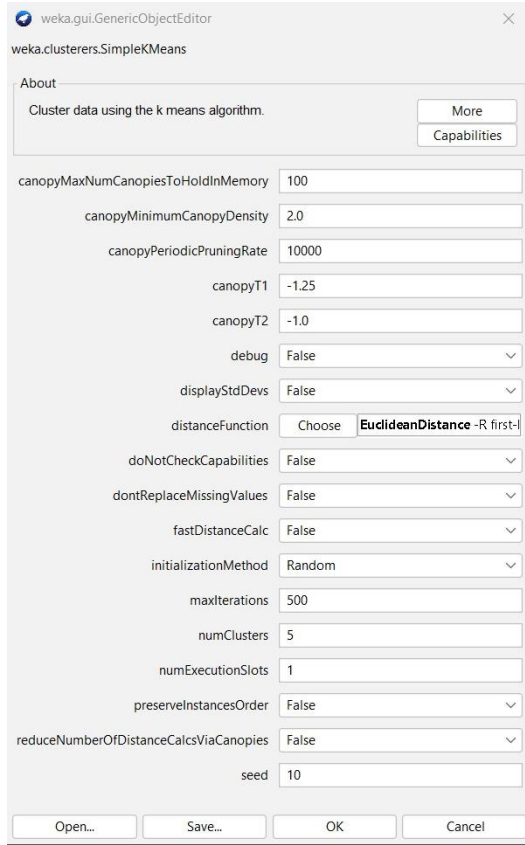 weka.gui.GenericObjectEditor
weka.clusterers.SimpleKMeans
About
Cluster data using the k means algorithm.
More
Capabilities
canopyMaxNumCanopiesToHoldInMemory 100
canopyMinimumCanopyDensity 2.0
canopyPeriodicPruningRate 10000
canopyT1 -1.25
canopyT2 -1.0
debug False
displayStdDevs False
distanceFunction Choose EuclideanDistance -R first-l
doNotCheckCapabilities False
dontReplaceMissingValues False
fastDistanceCalc False
initializationMethod Random
maxIterations 500
numClusters 5
numExecutionSlots 1
preserveInstancesOrder False
reduceNumberOfDistanceCalcsViaCanopies False
seed 10
Open... Save... OK Cancel